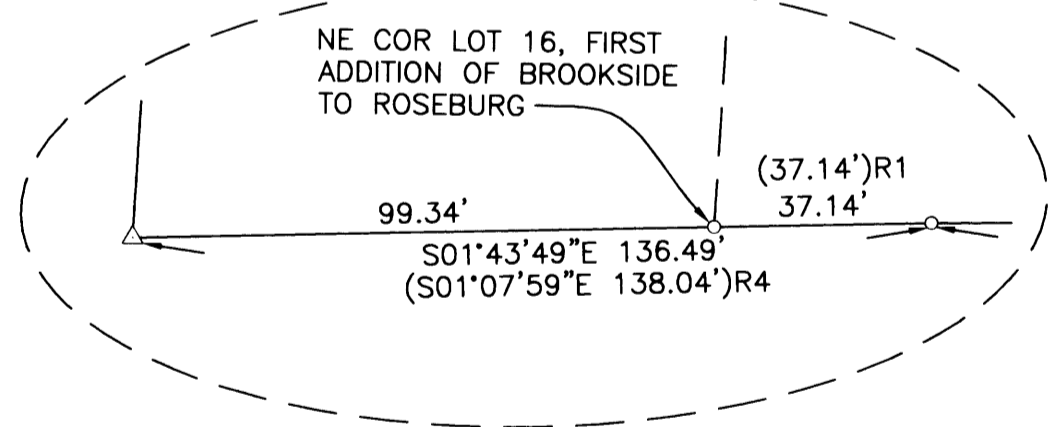 NE COR LOT 16, FIRST
ADDITION OF BROOKSIDE
TO ROSEBURG
(37.14')R1
99.34'
37.14'
S01°43'49"E 136.49'
(S01°07'59"E 138.04')R4